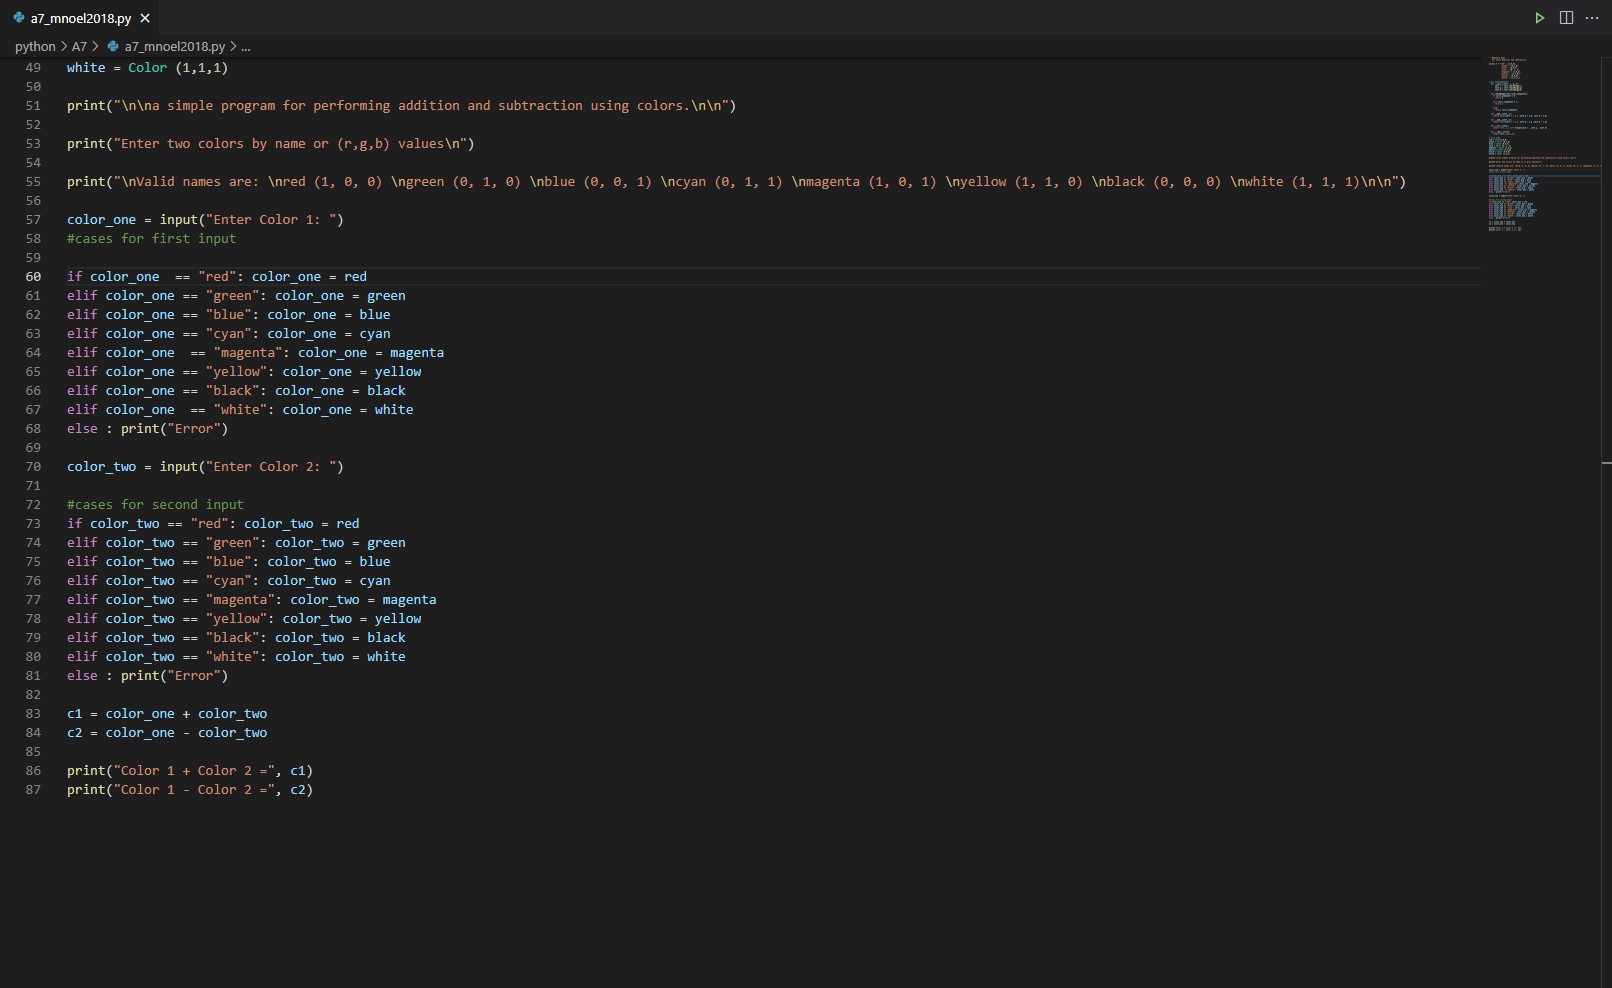 a7_mnoel2018.py
python > A7 > a7_mnoel2018.py > ...
49 white = Color (1,1,1)
50
51 print("\n\na simple program for performing addition and subtraction using colors.\n\n")
52
53 print("Enter two colors by name or (r,g,b) values\n")
54
55 print("\nValid names are: \nred (1, 0, 0) \ngreen (0, 1, 0) \nblue (0, 0, 1) \ncyan (0, 1, 1) \nmagenta (1, 0, 1) \nyellow (1, 1, 0) \nblack (0, 0, 0) \nwhite (1, 1, 1)\n\n")
56
57 color_one = input("Enter Color 1: ")
58 #cases for first input
59
60 if color_one  == "red": color_one = red
61 elif color_one == "green": color_one = green
62 elif color_one == "blue": color_one = blue
63 elif color_one == "cyan": color_one = cyan
64 elif color_one  == "magenta": color_one = magenta
65 elif color_one == "yellow": color_one = yellow
66 elif color_one == "black": color_one = black
67 elif color_one  == "white": color_one = white
68 else : print("Error")
69
70 color_two = input("Enter Color 2: ")
71
72 #cases for second input
73 if color_two == "red": color_two = red
74 elif color_two == "green": color_two = green
75 elif color_two == "blue": color_two = blue
76 elif color_two == "cyan": color_two = cyan
77 elif color_two == "magenta": color_two = magenta
78 elif color_two == "yellow": color_two = yellow
79 elif color_two == "black": color_two = black
80 elif color_two == "white": color_two = white
81 else : print("Error")
82
83 c1 = color_one + color_two
84 c2 = color_one - color_two
85
86 print("Color 1 + Color 2 =", c1)
87 print("Color 1 - Color 2 =", c2)